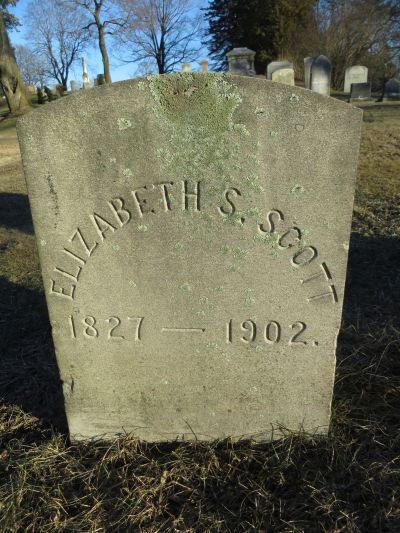 ELIZABETH S. SCOTT
1827 — 1902.